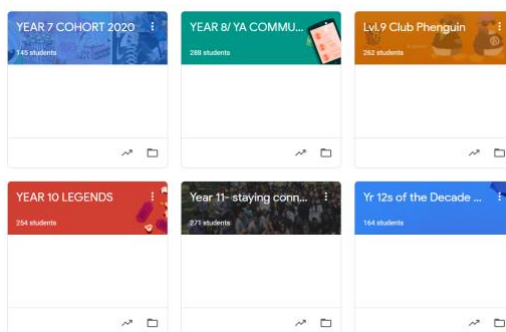 YEAR 7 COHORT 2020
145 students
YEAR 8/ YA COMMU...
288 students
Lvl.9 Club Phenguin
262 students
YEAR 10 LEGENDS
254 students
Year 11- staying conn...
271 students
Yr 12s of the Decade ...
164 students